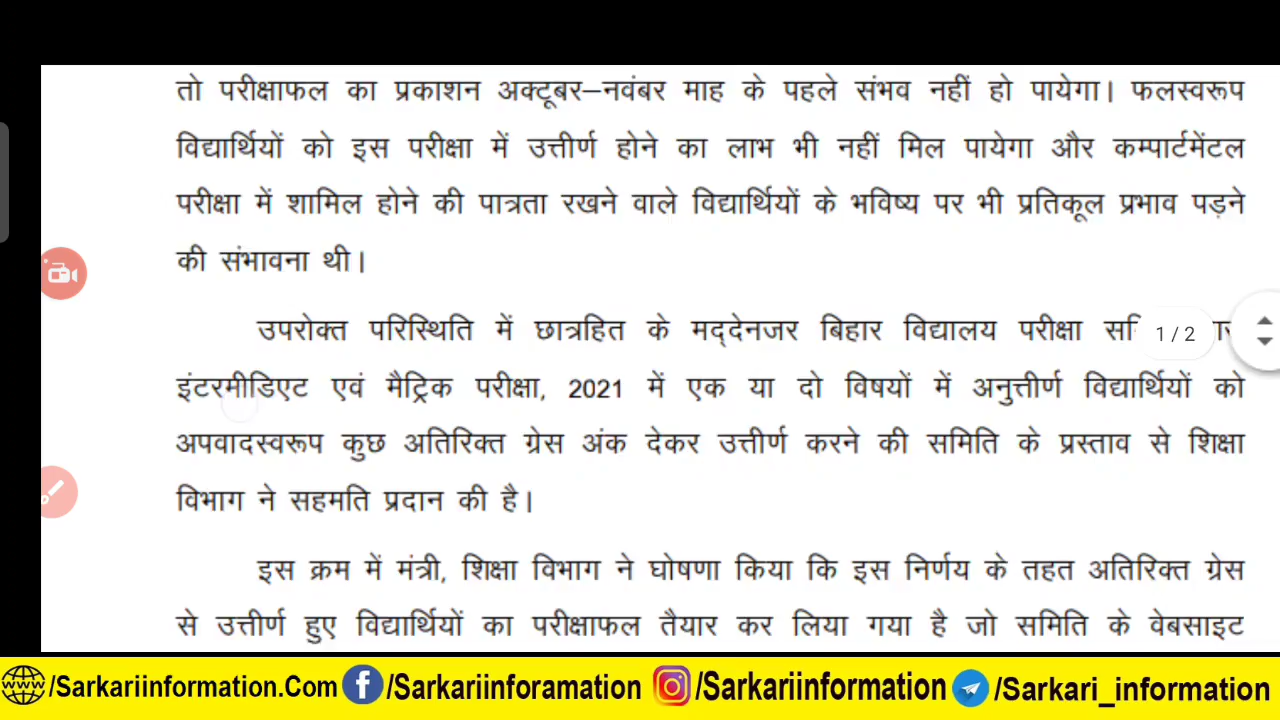 तो परीक्षाफल का प्रकाशन अक्टूबर–नवंबर माह के पहले संभव नहीं हो पायेगा। फलस्वरूप
विद्यार्थियों को इस परीक्षा में उत्तीर्ण होने का लाभ भी नहीं मिल पायेगा और कम्पार्टमेंटल
परीक्षा में शामिल होने की पात्रता रखने वाले विद्यार्थियों के भविष्य पर भी प्रतिकूल प्रभाव पड़ने
की संभावना थी।
उपरोक्त परिस्थिति में छात्रहित के मद्देनजर बिहार विद्यालय परीक्षा
1 / 2
इंटरमीडिएट एवं मैट्रिक परीक्षा, 2021 में एक या दो विषयों में अनुत्तीर्ण विद्यार्थियों को
अपवादस्वरूप कुछ अतिरिक्त ग्रेस अंक देकर उत्तीर्ण करने की समिति के प्रस्ताव से शिक्षा
विभाग ने सहमति प्रदान की है।
इस क्रम में मंत्री, शिक्षा विभाग ने घोषणा किया कि इस निर्णय के तहत अतिरिक्त ग्रेस
से उत्तीर्ण हुए विद्यार्थियों का परीक्षाफल तैयार कर लिया गया है जो समिति के वेबसाइट
www /Sarkariinformation.Com f /Sarkariinforamation /Sarkariinformation /Sarkari_information